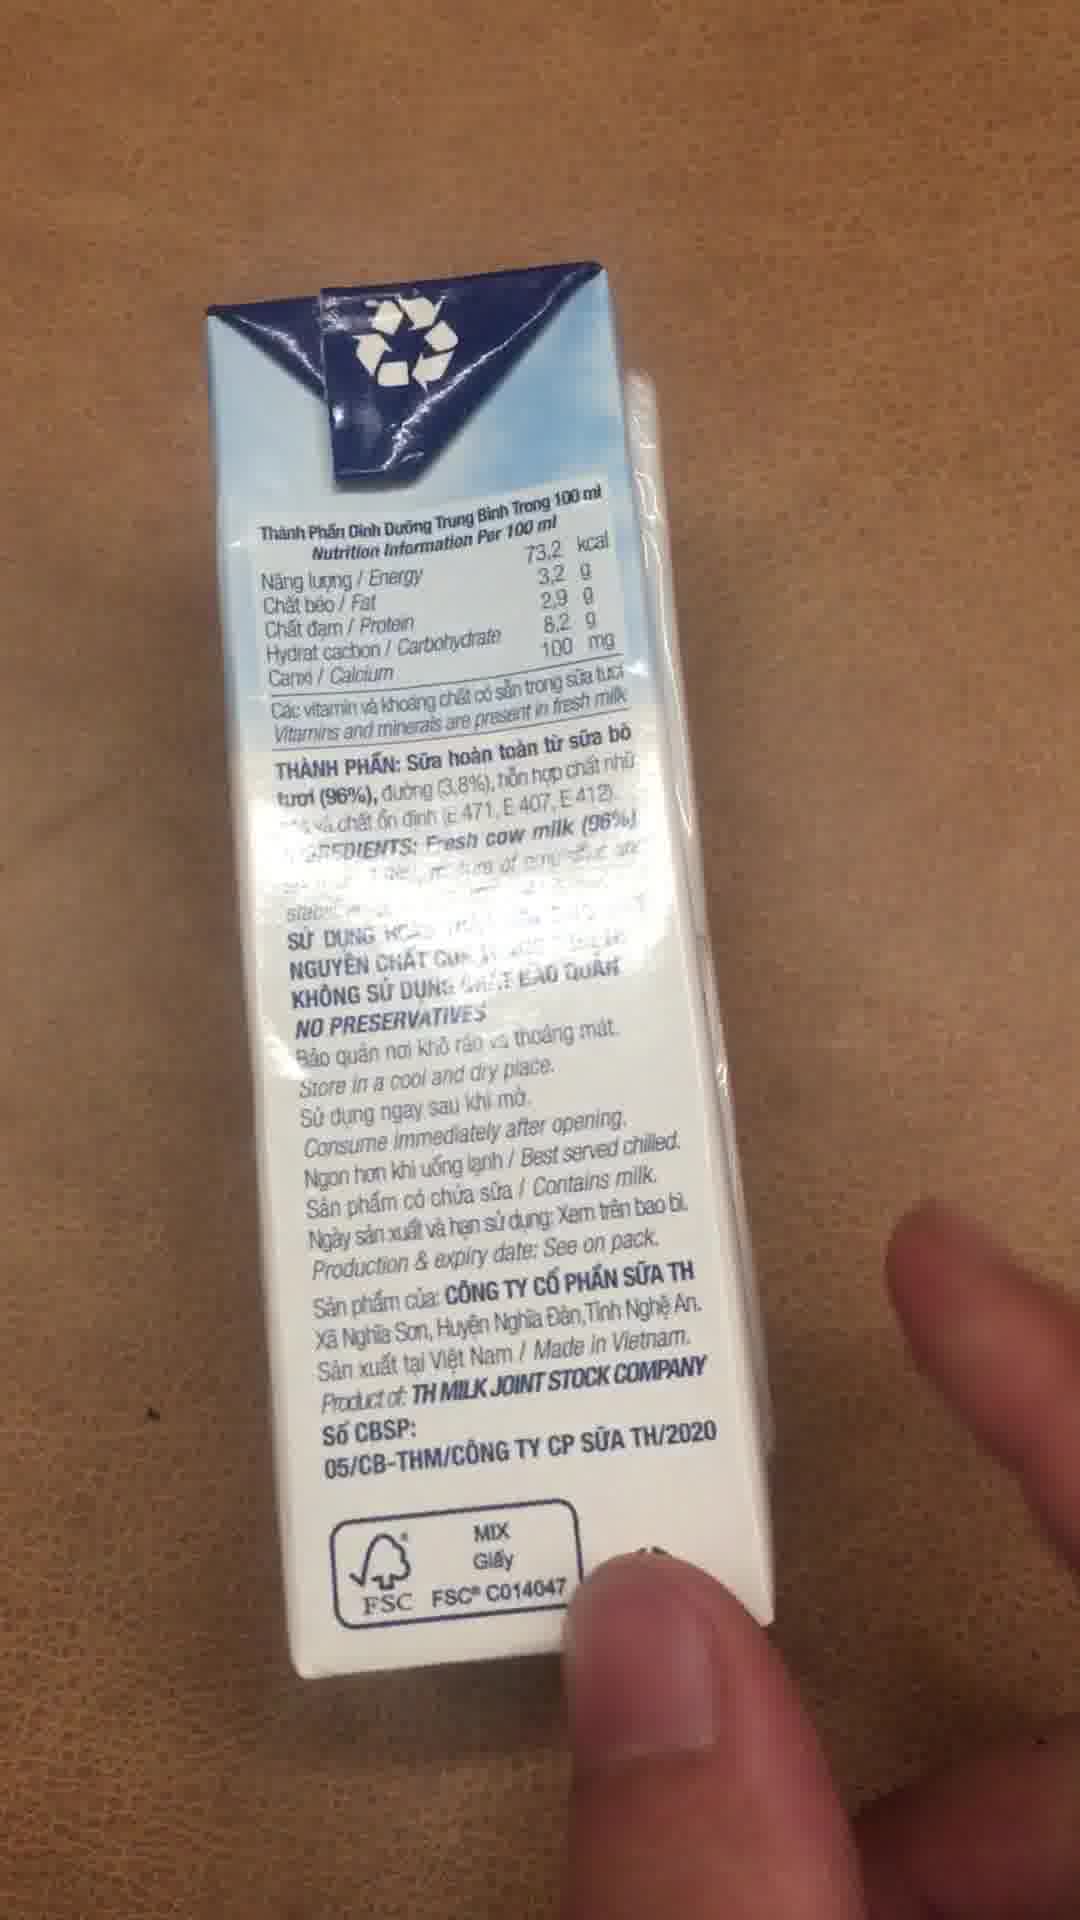 Thành Phần Dinh Dưỡng Trung Bình Trong 100 ml
Nutrition Information Per 100 ml
Năng lượng / Energy 73,2 kcal
Chất béo / Fat 3,2 g
Chất đạm / Protein 2,9 g
Hydrat cacbon / Carbohydrate 8,2 g
Canxi / Calcium 100 mg
Các vitamin và khoáng chất có sẵn trong sữa tươi
Vitamins and minerals are present in fresh milk
THÀNH PHẦN: Sữa hoàn toàn từ sữa bò
tươi (96%), đường (3,8%), hỗn hợp chất nhũ
và chất ổn định (E 471, E 407, E 412).
INGREDIENTS: Fresh cow milk (96%)
mixture of
SỬ DỤNG
NGUYÊN CHẤT
KHÔNG SỬ DỤNG CHẤT BẢO QUẢN
NO PRESERVATIVES
Bảo quản nơi khô ráo và thoáng mát.
Store in a cool and dry place.
Sử dụng ngay sau khi mở.
Consume immediately after opening.
Ngon hơn khi uống lạnh / Best served chilled.
Sản phẩm có chứa sữa / Contains milk.
Ngày sản xuất và hạn sử dụng: Xem trên bao bì.
Production & expiry date: See on pack.
Sản phẩm của: CÔNG TY CỔ PHẦN SỮA TH
Xã Nghĩa Sơn, Huyện Nghĩa Đàn, Tỉnh Nghệ An.
Sản xuất tại Việt Nam / Made in Vietnam.
Product of: TH MILK JOINT STOCK COMPANY
Số CBSP:
05/CB-THM/CÔNG TY CP SỮA TH/2020
MIX
Giấy
FSC FSC® C014047